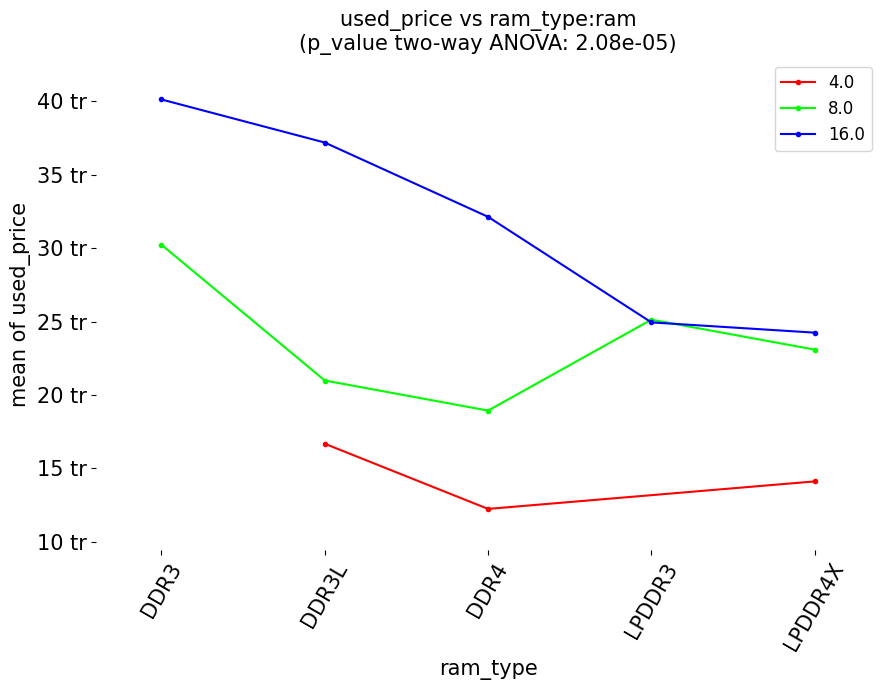 used_price vs ram_type:ram
(p_value two-way ANOVA: 2.08e-05)
4.0
8.0
16.0
mean of used_price
40 tr
35 tr
30 tr
25 tr
20 tr
15 tr
10 tr
DDR3
DDR3L
DDR4
LPDDR3
LPDDR4X
ram_type